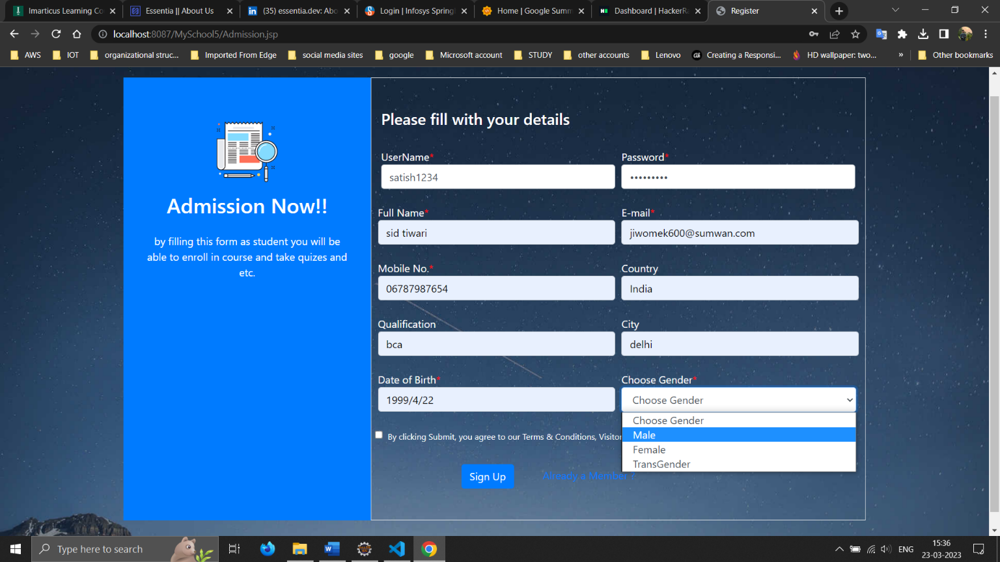 Imarticus Learning Co
Essentia || About Us
(35) essentia.dev: Abo
Login | Infosys Spring
Home | Google Summ
Dashboard | HackerRa
Register
localhost:8087/MySchool5/Admission.jsp
AWS
IOT
organizational struc...
Imported From Edge
social media sites
google
Microsoft account
STUDY
other accounts
Lenovo
Creating a Responsi...
HD wallpaper: two...
»
Other bookmarks
Admission Now!!
by filling this form as student you will be
able to enroll in course and take quizes and
etc.
Please fill with your details
UserName*
Password*
satish1234
•••••••••
Full Name*
E-mail*
sid tiwari
jiwomek600@sumwan.com
Mobile No.*
Country
06787987654
India
Qualification
City
bca
delhi
Date of Birth*
Choose Gender*
1999/4/22
Choose Gender
Choose Gender
Male
Female
TransGender
By clicking Submit, you agree to our Terms & Conditions, Visitor
Sign Up
Already a Member ?
Type here to search
ENG
15:36
23-03-2023